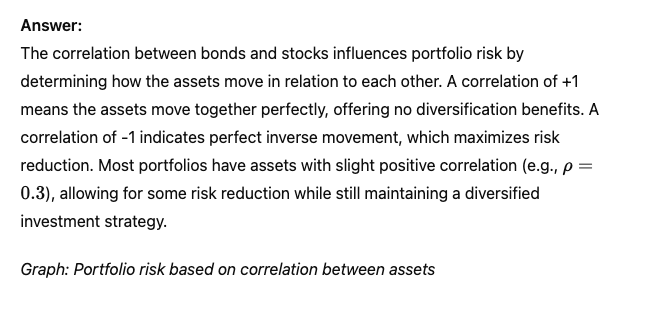 Answer:
The correlation between bonds and stocks influences portfolio risk by
determining how the assets move in relation to each other. A correlation of +1
means the assets move together perfectly, offering no diversification benefits. A
correlation of -1 indicates perfect inverse movement, which maximizes risk
reduction. Most portfolios have assets with slight positive correlation (e.g., ρ =
0.3), allowing for some risk reduction while still maintaining a diversified
investment strategy.
Graph: Portfolio risk based on correlation between assets